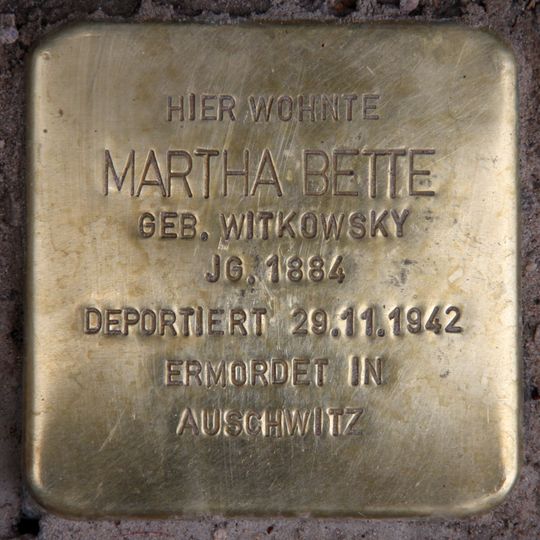 HIER WOHNTE
MARTHA BETTE
GEB. WITKOWSKY
JG. 1884
DEPORTIERT 29.11.1942
ERMORDET IN
AUSCHWITZ